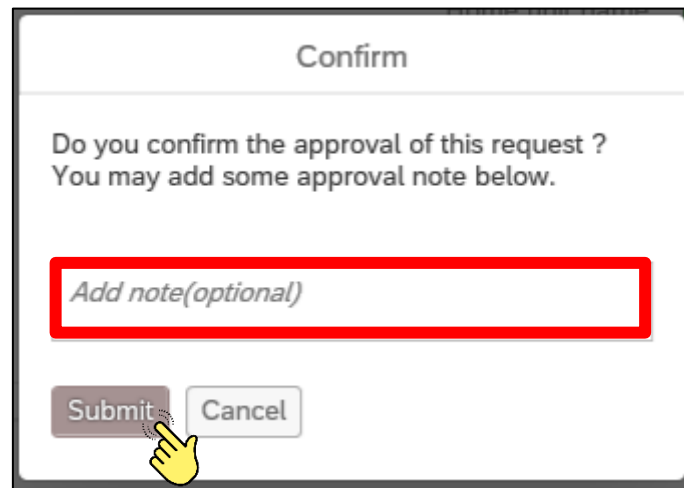 Confirm
Do you confirm the approval of this request ?
You may add some approval note below.
Add note(optional)
Submit
Cancel